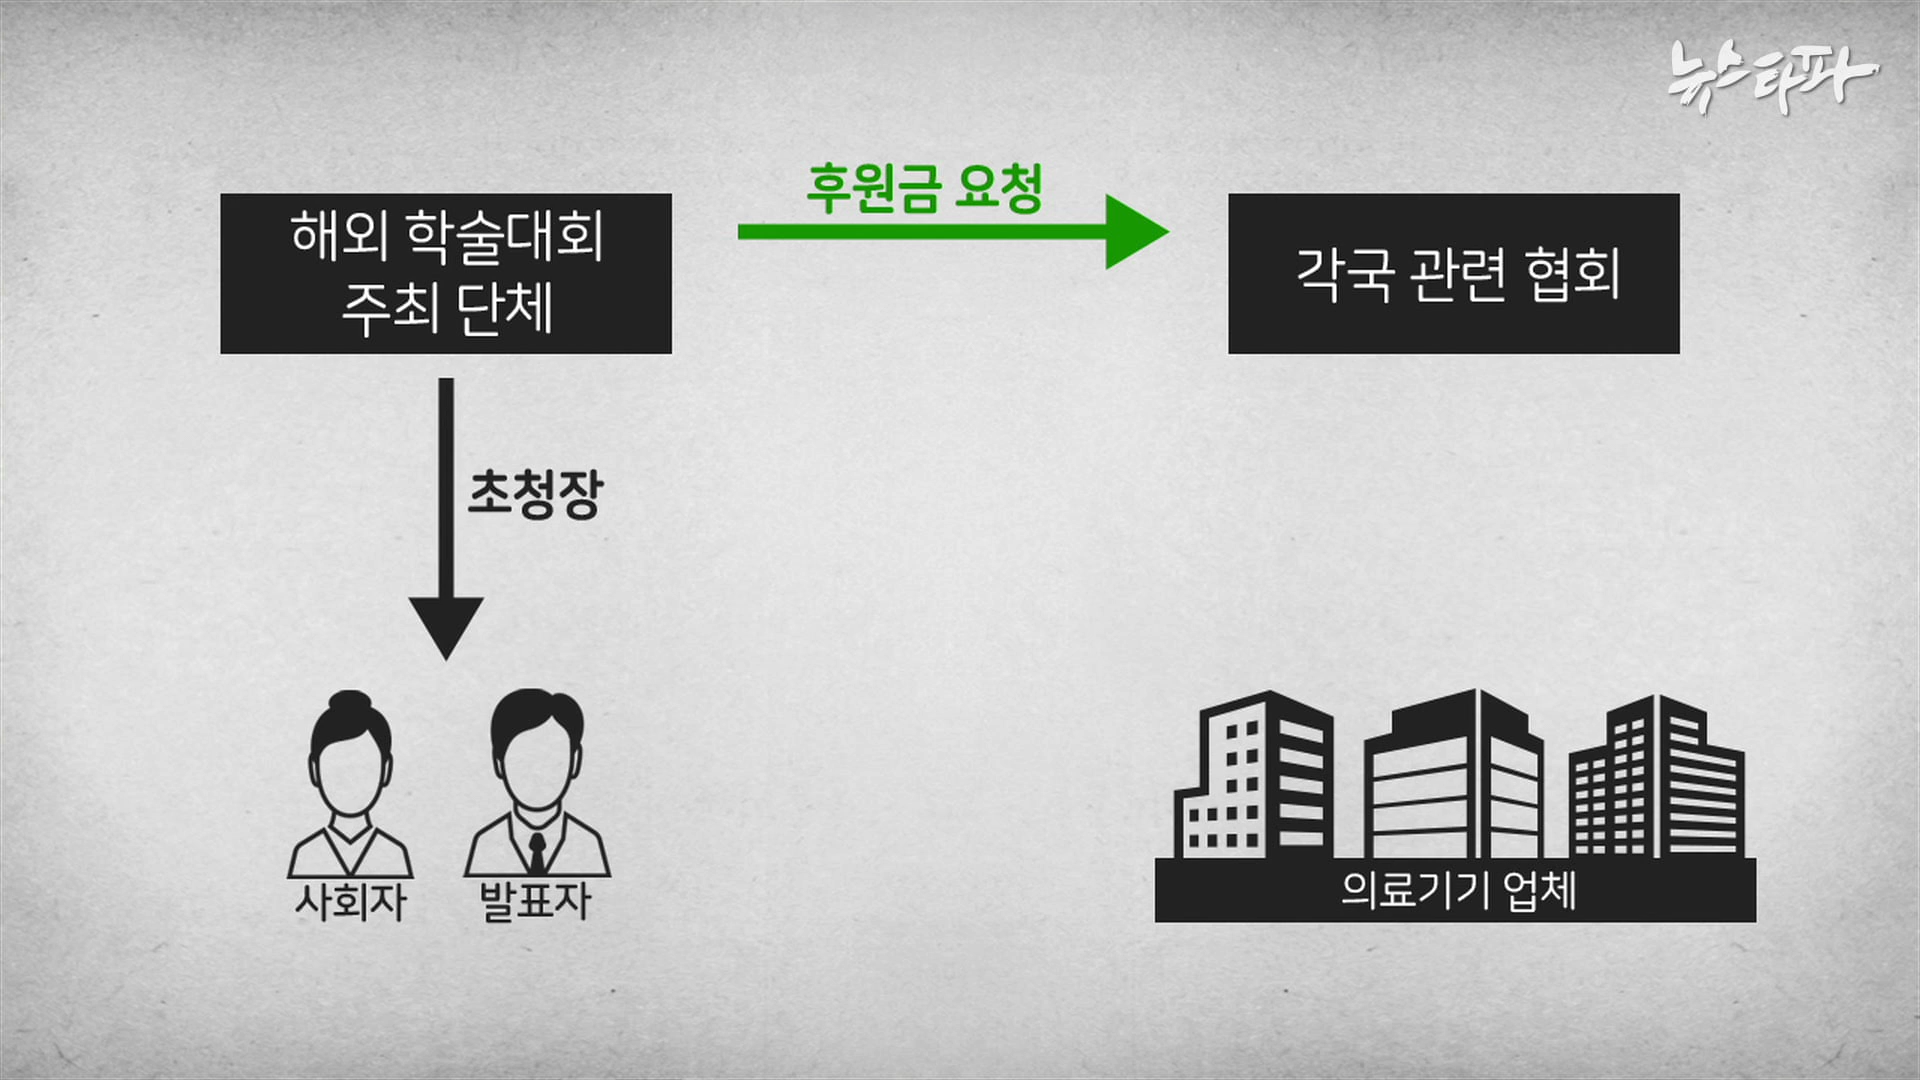 뉴스타파
후원금 요청
해외 학술대회
주최 단체
각국 관련 협회
초청장
사회자
발표자
의료기기 업체